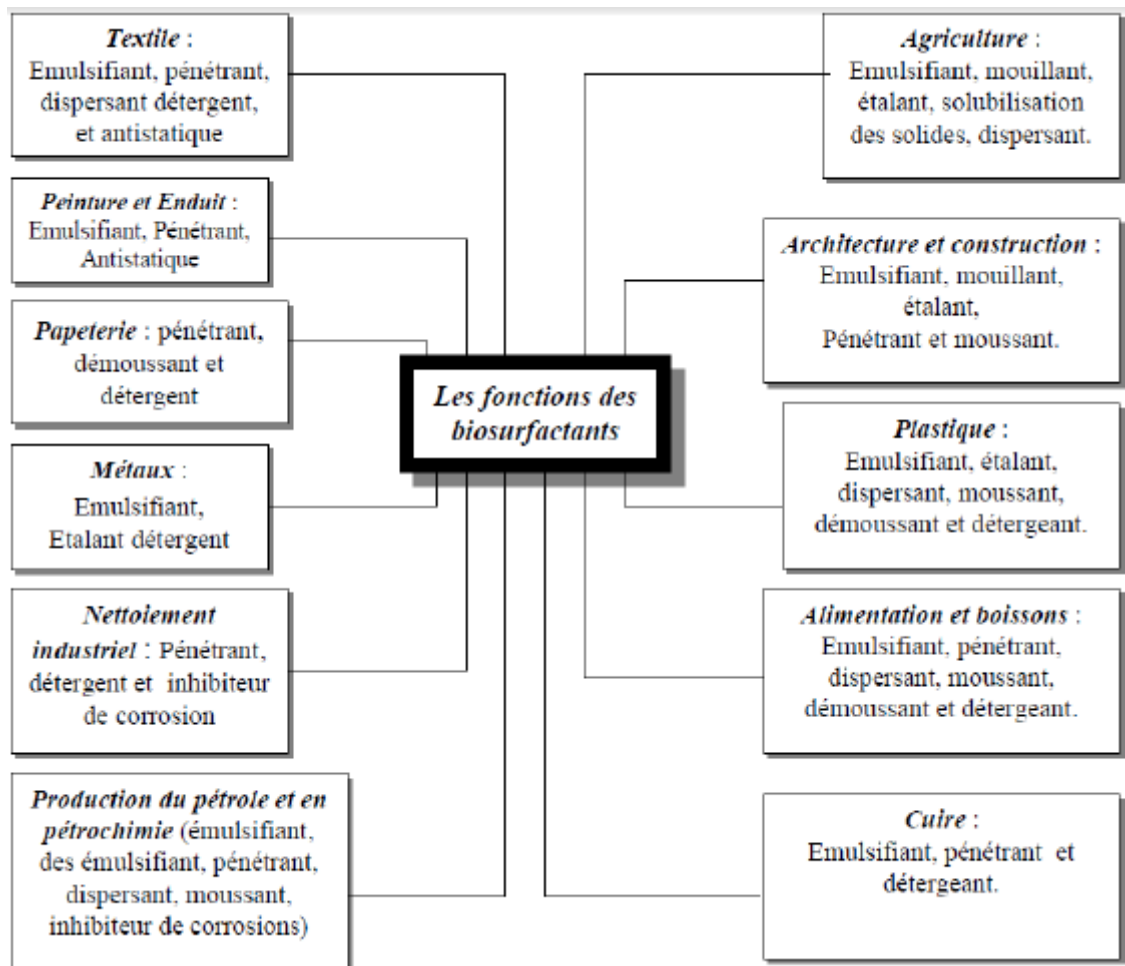 Textile :
Emulsifiant, pénétrant,
dispersant détergent,
et antistatique
Peinture et Enduit :
Emulsifiant, Pénétrant,
Antistatique
Papeterie : pénétrant,
démoussant et
détergent
Métaux :
Emulsifiant,
Etalant détergent
Nettoiement
industriel : Pénétrant,
détergent et inhibiteur
de corrosion
Production du pétrole et en
pétrochimie (émulsifiant,
des émulsifiant, pénétrant,
dispersant, moussant,
inhibiteur de corrosions)
Les fonctions des
biosurfactants
Agriculture :
Emulsifiant, mouillant,
étalant, solubilisation
des solides, dispersant.
Architecture et construction :
Emulsifiant, mouillant,
étalant,
Pénétrant et moussant.
Plastique :
Emulsifiant, étalant,
dispersant, moussant,
démoussant et détergeant.
Alimentation et boissons :
Emulsifiant, pénétrant,
dispersant, moussant,
démoussant et détergeant.
Cuire :
Emulsifiant, pénétrant et
détergeant.